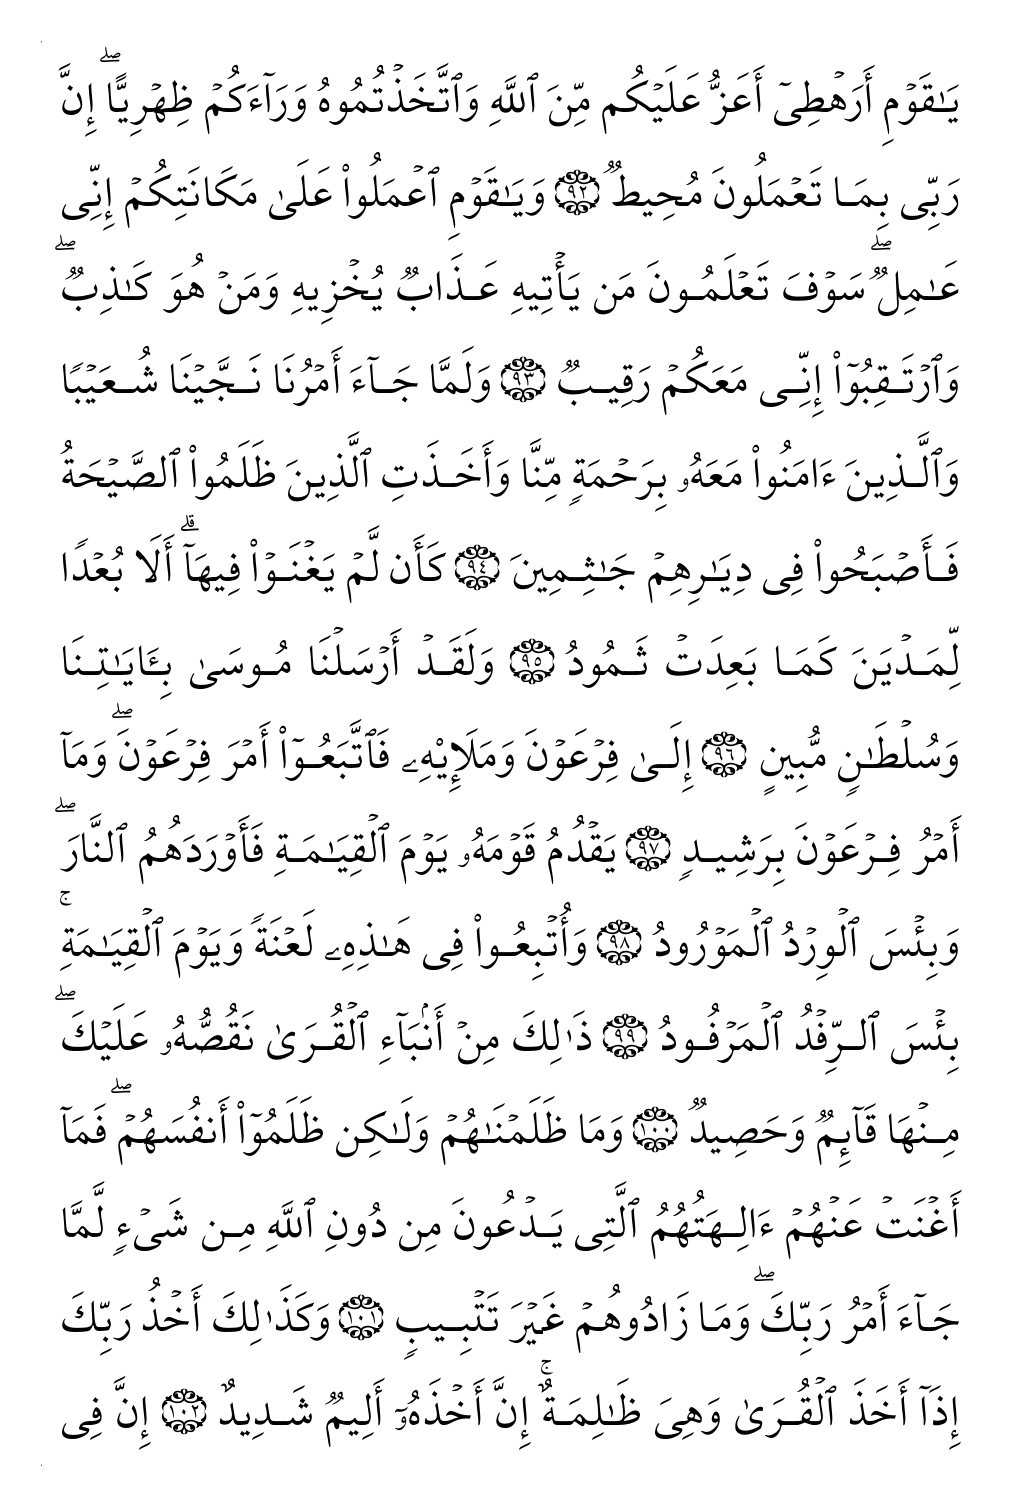 يَـٰقَوۡمِ أَرَهۡطِىٓ أَعَزُّ عَلَيۡكُم مِّنَ ٱللَّهِ وَٱتَّخَذۡتُمُوهُ وَرَآءَكُمۡ ظِهۡرِيًّاۖ إِنَّ
رَبِّى بِمَا تَعۡمَلُونَ مُحِيطٌ ۝٩٢ وَيَـٰقَوۡمِ ٱعۡمَلُوا۟ عَلَىٰ مَكَانَتِكُمۡ إِنِّى
عَـٰمِلٌۖ سَوۡفَ تَعۡلَمُونَ مَن يَأۡتِيهِ عَذَابٌ يُخۡزِيهِ وَمَنۡ هُوَ كَـٰذِبٌۖ
وَٱرۡتَقِبُوٓا۟ إِنِّى مَعَكُمۡ رَقِيبٌ ۝٩٣ وَلَمَّا جَآءَ أَمۡرُنَا نَجَّيۡنَا شُعَيۡبًا
وَٱلَّذِينَ ءَامَنُوا۟ مَعَهُۥ بِرَحۡمَةٍ مِّنَّا وَأَخَذَتِ ٱلَّذِينَ ظَلَمُوا۟ ٱلصَّيۡحَةُ
فَأَصۡبَحُوا۟ فِى دِيَـٰرِهِمۡ جَـٰثِمِينَ ۝٩٤ كَأَن لَّمۡ يَغۡنَوۡا۟ فِيهَآۗ أَلَا بُعۡدًا
لِّمَدۡيَنَ كَمَا بَعِدَتۡ ثَمُودُ ۝٩٥ وَلَقَدۡ أَرۡسَلۡنَا مُوسَىٰ بِـَٔايَـٰتِنَا
وَسُلۡطَـٰنٍ مُّبِينٍ ۝٩٦ إِلَىٰ فِرۡعَوۡنَ وَمَلَإِي۟هِۦ فَٱتَّبَعُوٓا۟ أَمۡرَ فِرۡعَوۡنَۖ وَمَآ
أَمۡرُ فِرۡعَوۡنَ بِرَشِيدٍ ۝٩٧ يَقۡدُمُ قَوۡمَهُۥ يَوۡمَ ٱلۡقِيَـٰمَةِ فَأَوۡرَدَهُمُ ٱلنَّارَۖ
وَبِئۡسَ ٱلۡوِرۡدُ ٱلۡمَوۡرُودُ ۝٩٨ وَأُتۡبِعُوا۟ فِى هَـٰذِهِۦ لَعۡنَةً وَيَوۡمَ ٱلۡقِيَـٰمَةِۚ
بِئۡسَ ٱلرِّفۡدُ ٱلۡمَرۡفُودُ ۝٩٩ ذَٰلِكَ مِنۡ أَنۢبَآءِ ٱلۡقُرَىٰ نَقُصُّهُۥ عَلَيۡكَۖ
مِنۡهَا قَآئِمٌ وَحَصِيدٌ ۝١٠٠ وَمَا ظَلَمۡنَـٰهُمۡ وَلَـٰكِن ظَلَمُوٓا۟ أَنفُسَهُمۡۖ فَمَآ
أَغۡنَتۡ عَنۡهُمۡ ءَالِهَتُهُمُ ٱلَّتِى يَدۡعُونَ مِن دُونِ ٱللَّهِ مِن شَىۡءٍ لَّمَّا
جَآءَ أَمۡرُ رَبِّكَۖ وَمَا زَادُوهُمۡ غَيۡرَ تَتۡبِيبٍ ۝١٠١ وَكَذَٰلِكَ أَخۡذُ رَبِّكَ
إِذَآ أَخَذَ ٱلۡقُرَىٰ وَهِىَ ظَـٰلِمَةٌۚ إِنَّ أَخۡذَهُۥٓ أَلِيمٌ شَدِيدٌ ۝١٠٢ إِنَّ فِى